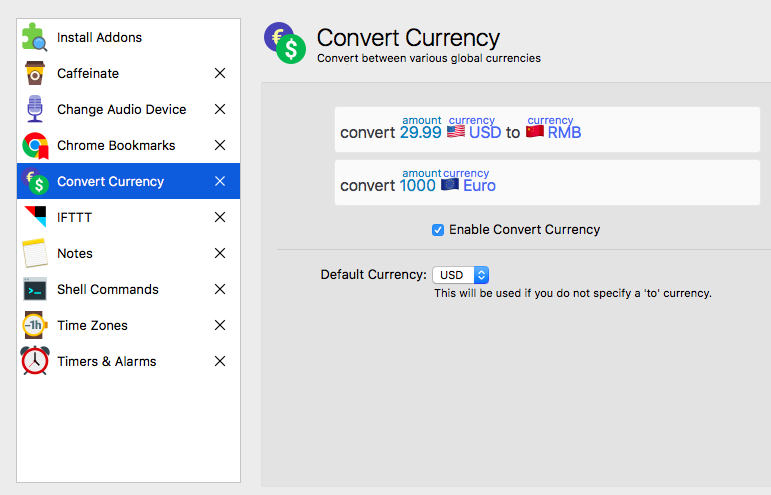 Install Addons
Caffeinate
Change Audio Device
Chrome Bookmarks
Convert Currency
IFTTT
Notes
Shell Commands
Time Zones
Timers & Alarms
Convert Currency
Convert between various global currencies
amount currency currency
convert 29.99 USD to RMB
amount currency
convert 1000 Euro
Enable Convert Currency
Default Currency: USD
This will be used if you do not specify a 'to' currency.